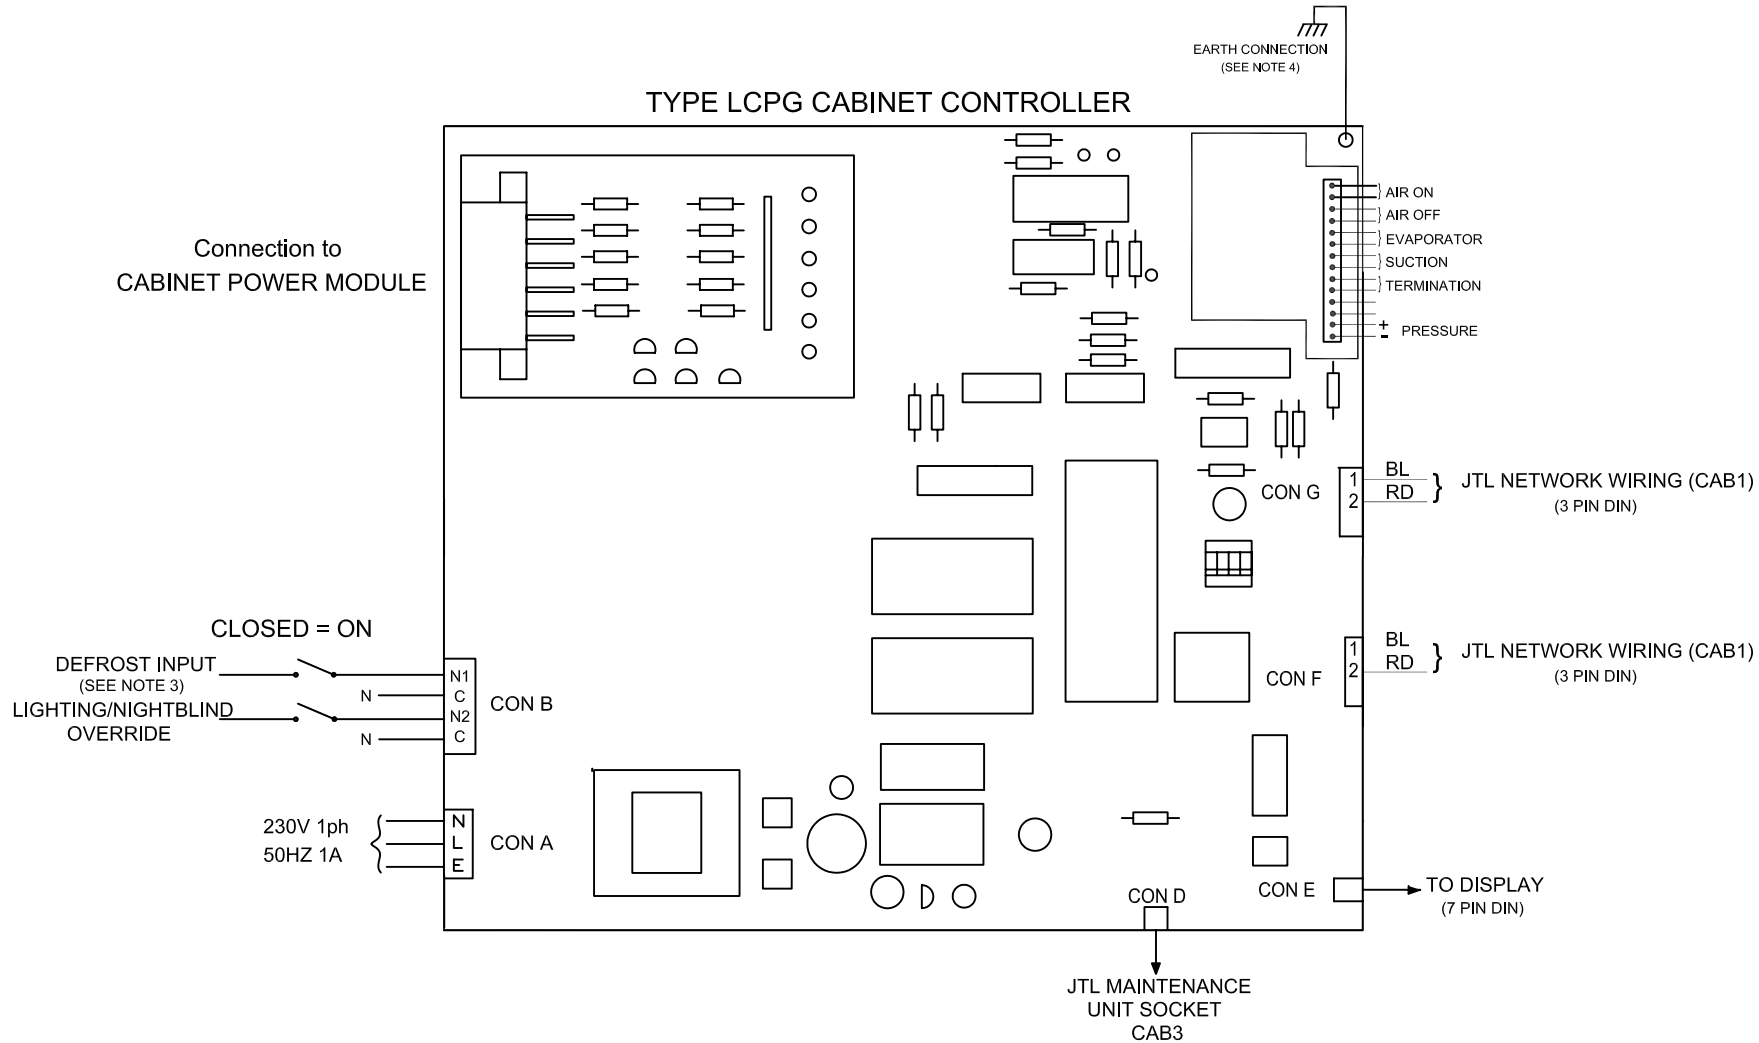 EARTH CONNECTION
(SEE NOTE 4)
TYPE LCPG CABINET CONTROLLER
Connection to
CABINET POWER MODULE
AIR ON
AIR OFF
EVAPORATOR
SUCTION
TERMINATION
+
-
PRESSURE
CON G
1
2
BL
RD
JTL NETWORK WIRING (CAB1)
(3 PIN DIN)
CLOSED = ON
DEFROST INPUT
(SEE NOTE 3)
LIGHTING/NIGHTBLIND
OVERRIDE
N
N
N1
C
N2
C
CON B
CON F
1
2
BL
RD
JTL NETWORK WIRING (CAB1)
(3 PIN DIN)
230V 1ph
50HZ 1A
N
L
E
CON A
CON D
CON E
TO DISPLAY
(7 PIN DIN)
JTL MAINTENANCE
UNIT SOCKET
CAB3